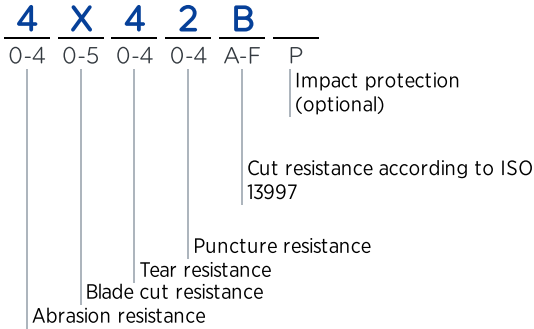 4 X 4 2 B
0-4 0-5 0-4 0-4 A-F P
Impact protection
(optional)
Cut resistance according to ISO
13997
Puncture resistance
Tear resistance
Blade cut resistance
Abrasion resistance